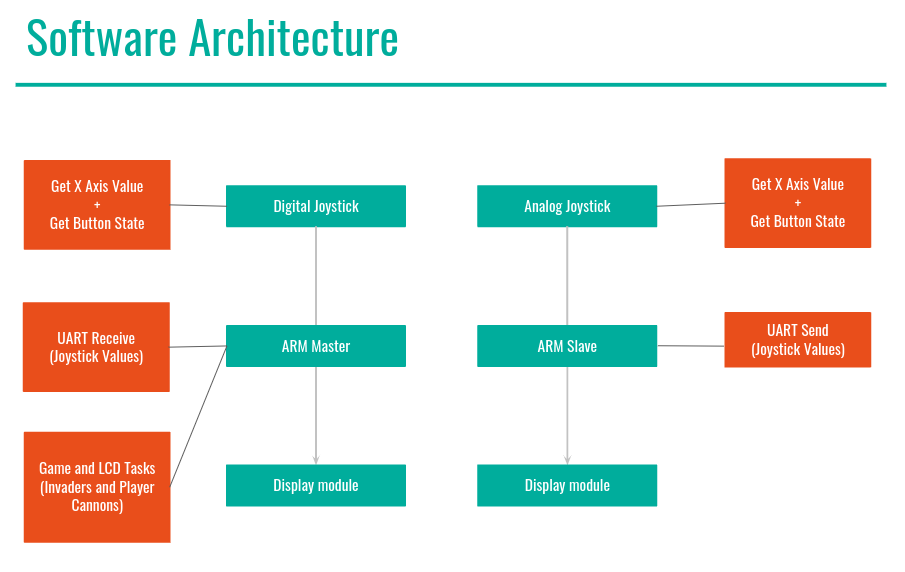 Software Architecture
Get X Axis Value
+
Get Button State
Digital Joystick
Analog Joystick
Get X Axis Value
+
Get Button State
UART Receive
(Joystick Values)
ARM Master
ARM Slave
UART Send
(Joystick Values)
Game and LCD Tasks
(Invaders and Player
Cannons)
Display module
Display module